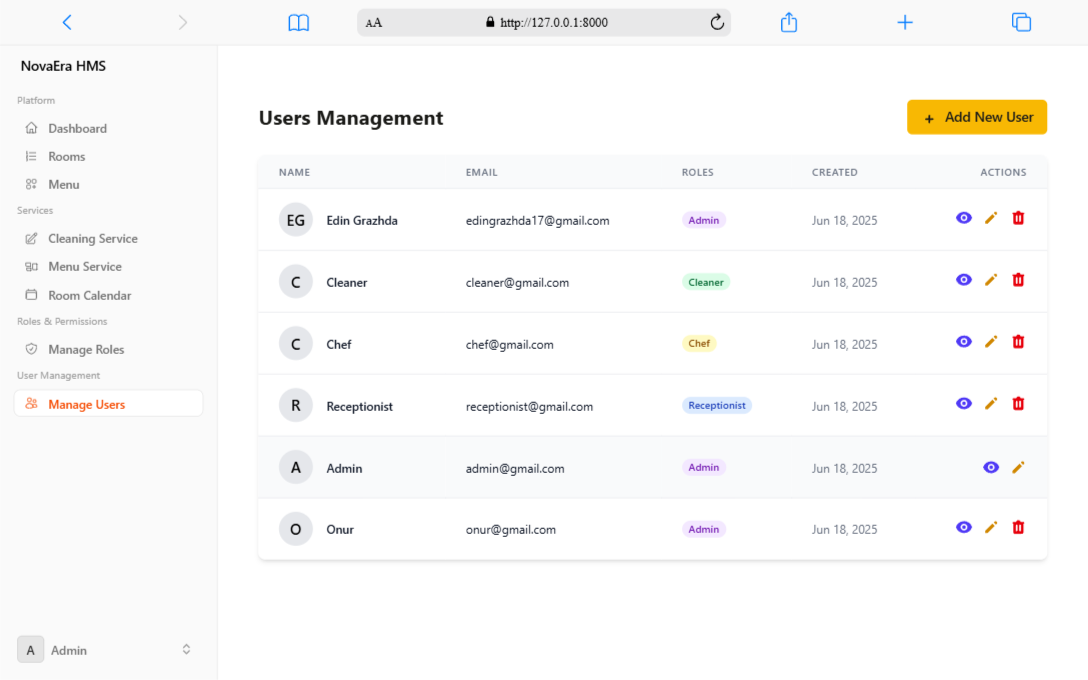 AA http://127.0.0.1:8000
NovaEra HMS
Platform
Dashboard
Rooms
Menu
Services
Cleaning Service
Menu Service
Room Calendar
Roles & Permissions
Manage Roles
User Management
Manage Users
A Admin
Users Management
+ Add New User
NAME EMAIL ROLES CREATED ACTIONS
EG Edin Grazhda edingrazhda17@gmail.com Admin Jun 18, 2025
C Cleaner cleaner@gmail.com Cleaner Jun 18, 2025
C Chef chef@gmail.com Chef Jun 18, 2025
R Receptionist receptionist@gmail.com Receptionist Jun 18, 2025
A Admin admin@gmail.com Admin Jun 18, 2025
O Onur onur@gmail.com Admin Jun 18, 2025